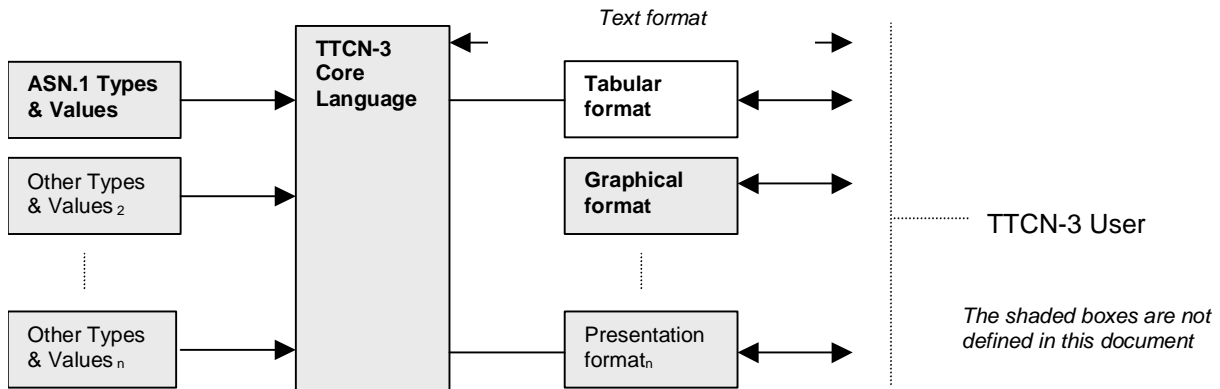 Text format
TTCN-3
Core
Language
ASN.1 Types
& Values
Tabular
format
Other Types
& Values 2
Graphical
format
TTCN-3 User
Other Types
& Values n
Presentation
formatn
The shaded boxes are not
defined in this document